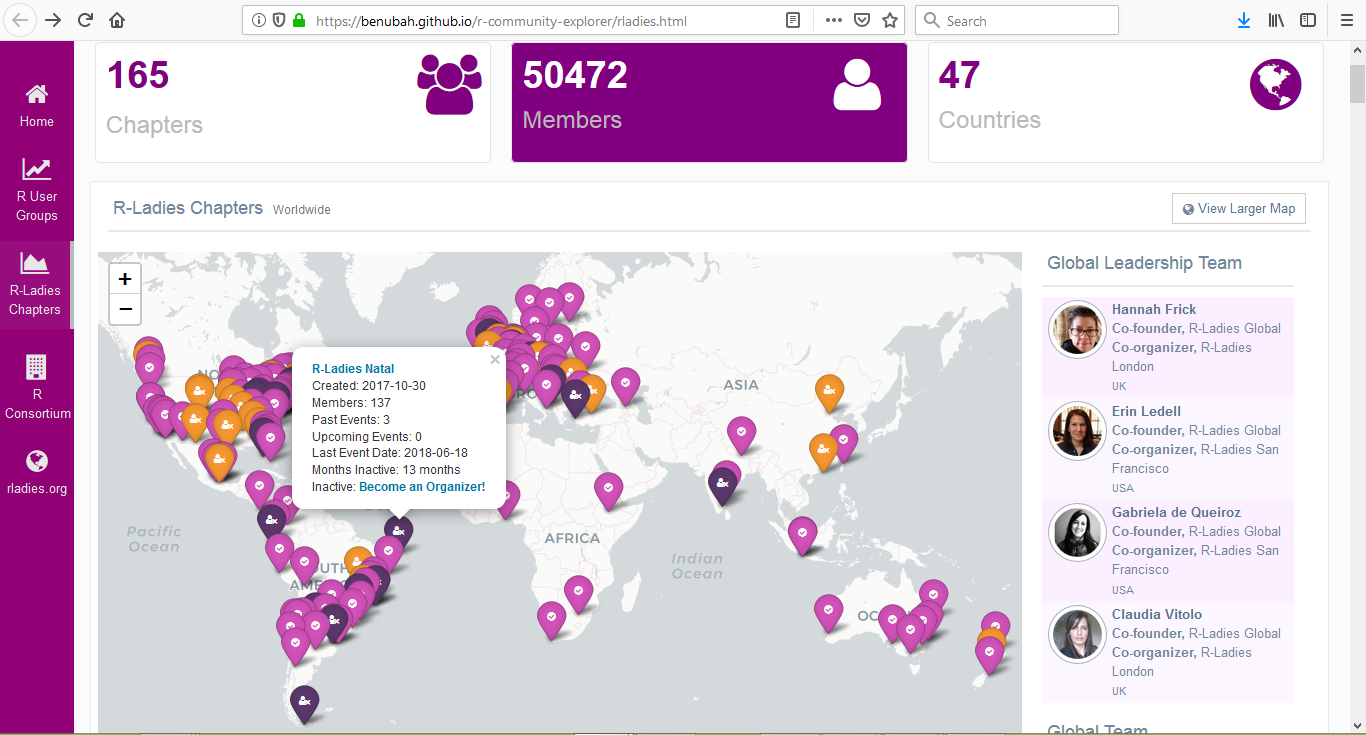 https://benubah.github.io/r-community-explorer/rladies.html
Search
Home
R User
Groups
R-Ladies
Chapters
R
Consortium
rladies.org
165
Chapters
50472
Members
47
Countries
R-Ladies Chapters Worldwide
View Larger Map
+
−
R-Ladies Natal
Created: 2017-10-30
Members: 137
Past Events: 3
Upcoming Events: 0
Last Event Date: 2018-06-18
Months Inactive: 13 months
Inactive: Become an Organizer!
ASIA
AFRICA
Pacific
Ocean
Indian
Ocean
Global Leadership Team
Hannah Frick
Co-founder, R-Ladies Global
Co-organizer, R-Ladies
London
UK
Erin Ledell
Co-founder, R-Ladies Global
Co-organizer, R-Ladies San
Francisco
USA
Gabriela de Queiroz
Co-founder, R-Ladies Global
Co-organizer, R-Ladies San
Francisco
USA
Claudia Vitolo
Co-founder, R-Ladies Global
Co-organizer, R-Ladies
London
UK
Global Team